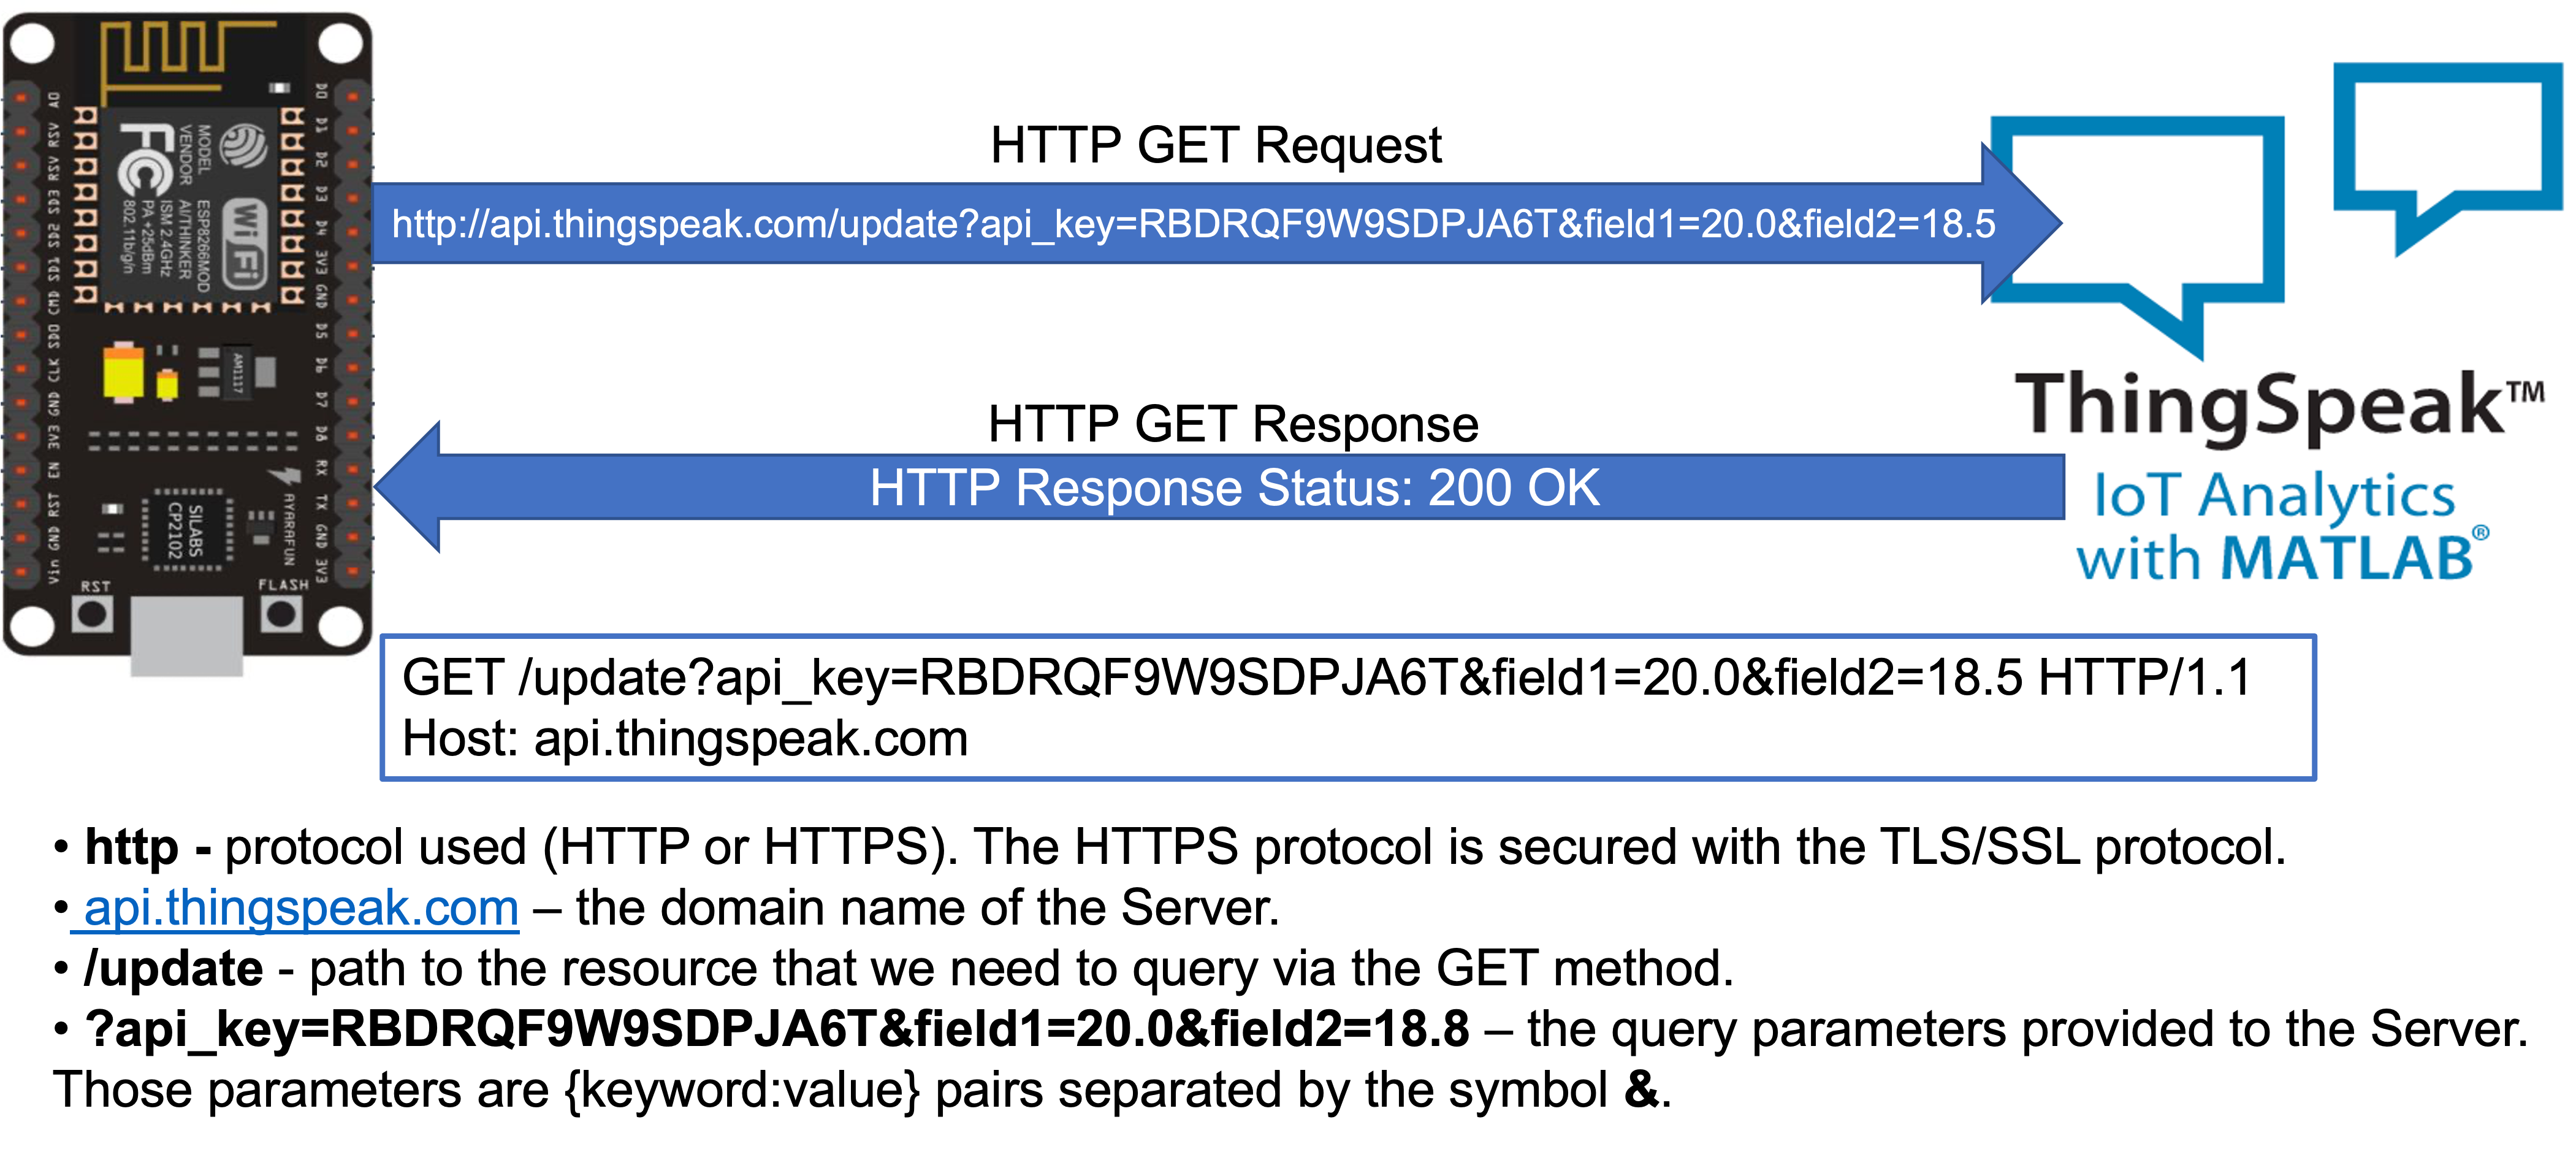 HTTP GET Request
http://api.thingspeak.com/update?api_key=RBDRQF9W9SDPJA6T&field1=20.0&field2=18.5
HTTP GET Response
HTTP Response Status: 200 OK
ThingSpeak™
IoT Analytics
with MATLAB®
A0
RSV
RSV
SD3
SD2
SD1
CMD
SD0
CLK
GND
3V3
EN
RST
GND
Vin
D0
D1
D2
D3
D4
3V3
GND
D5
D6
D7
D8
RX
TX
GND
3V3
MODEL ESP8266MOD
VENDOR AI/THINKER
ISM 2.4GHz
PA +25dBm
802.11b/g/n
FC
WiFi
AM1117
SILABS
CP2102
AYARAFUN
RST
FLASH
GET /update?api_key=RBDRQF9W9SDPJA6T&field1=20.0&field2=18.5 HTTP/1.1
Host: api.thingspeak.com
• http - protocol used (HTTP or HTTPS). The HTTPS protocol is secured with the TLS/SSL protocol.
• api.thingspeak.com – the domain name of the Server.
• /update - path to the resource that we need to query via the GET method.
• ?api_key=RBDRQF9W9SDPJA6T&field1=20.0&field2=18.8 – the query parameters provided to the Server.
Those parameters are {keyword:value} pairs separated by the symbol &.